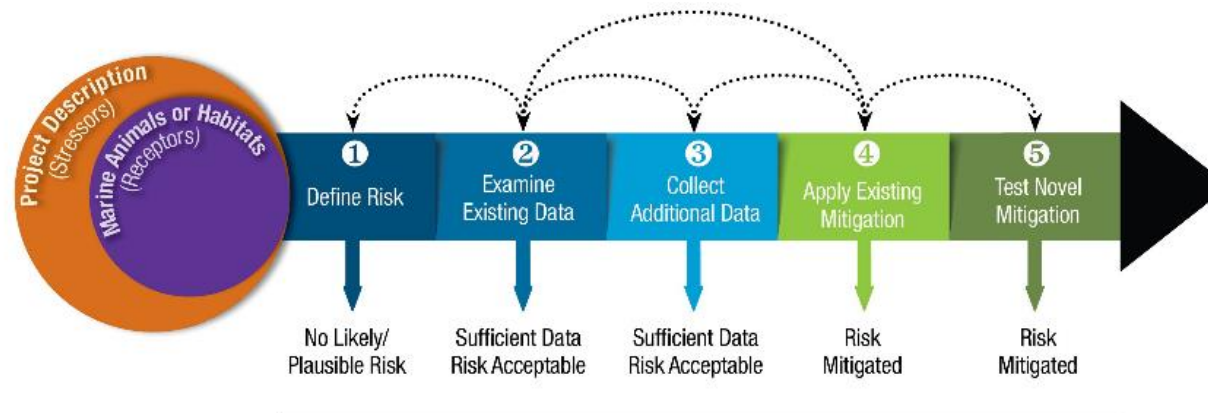 Project Description
(Stressors)
Marine Animals or Habitats
(Receptors)
1
Define Risk
2
Examine
Existing Data
3
Collect
Additional Data
4
Apply Existing
Mitigation
5
Test Novel
Mitigation
No Likely/
Plausible Risk
Sufficient Data
Risk Acceptable
Sufficient Data
Risk Acceptable
Risk
Mitigated
Risk
Mitigated